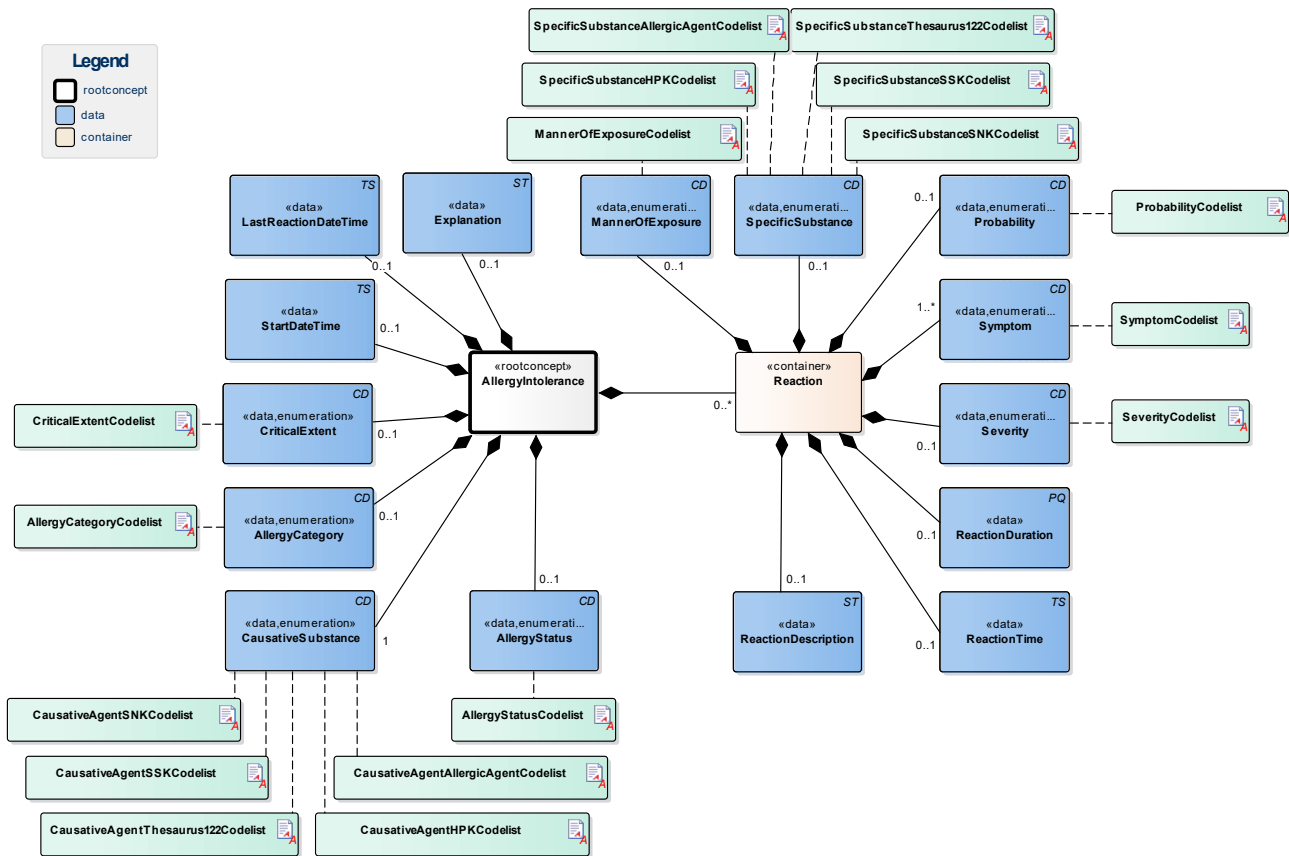 Legend
rootconcept
data
container
SpecificSubstanceAllergicAgentCodelist
SpecificSubstanceThesaurus122Codelist
SpecificSubstanceHPKCodelist
SpecificSubstanceSSKCodelist
MannerOfExposureCodelist
SpecificSubstanceSNKCodelist
TS
«data»
LastReactionDateTime
0..1
ST
«data»
Explanation
0..1
CD
«data,enumerati...
MannerOfExposure
0..1
CD
«data,enumerati...
SpecificSubstance
0..1
CD
«data,enumerati...
Probability
0..1
ProbabilityCodelist
TS
«data»
StartDateTime
0..1
CD
«data,enumerati...
Symptom
1..*
SymptomCodelist
«rootconcept»
AllergyIntolerance
«container»
Reaction
0..*
CriticalExtentCodelist
CD
«data,enumeration»
CriticalExtent
0..1
CD
«data,enumerati...
Severity
0..1
SeverityCodelist
AllergyCategoryCodelist
CD
«data,enumeration»
AllergyCategory
0..1
PQ
«data»
ReactionDuration
0..1
CD
«data,enumeration»
CausativeSubstance
1
CD
«data,enumerati...
AllergyStatus
0..1
ST
«data»
ReactionDescription
0..1
TS
«data»
ReactionTime
0..1
CausativeAgentSNKCodelist
AllergyStatusCodelist
CausativeAgentSSKCodelist
CausativeAgentAllergicAgentCodelist
CausativeAgentThesaurus122Codelist
CausativeAgentHPKCodelist